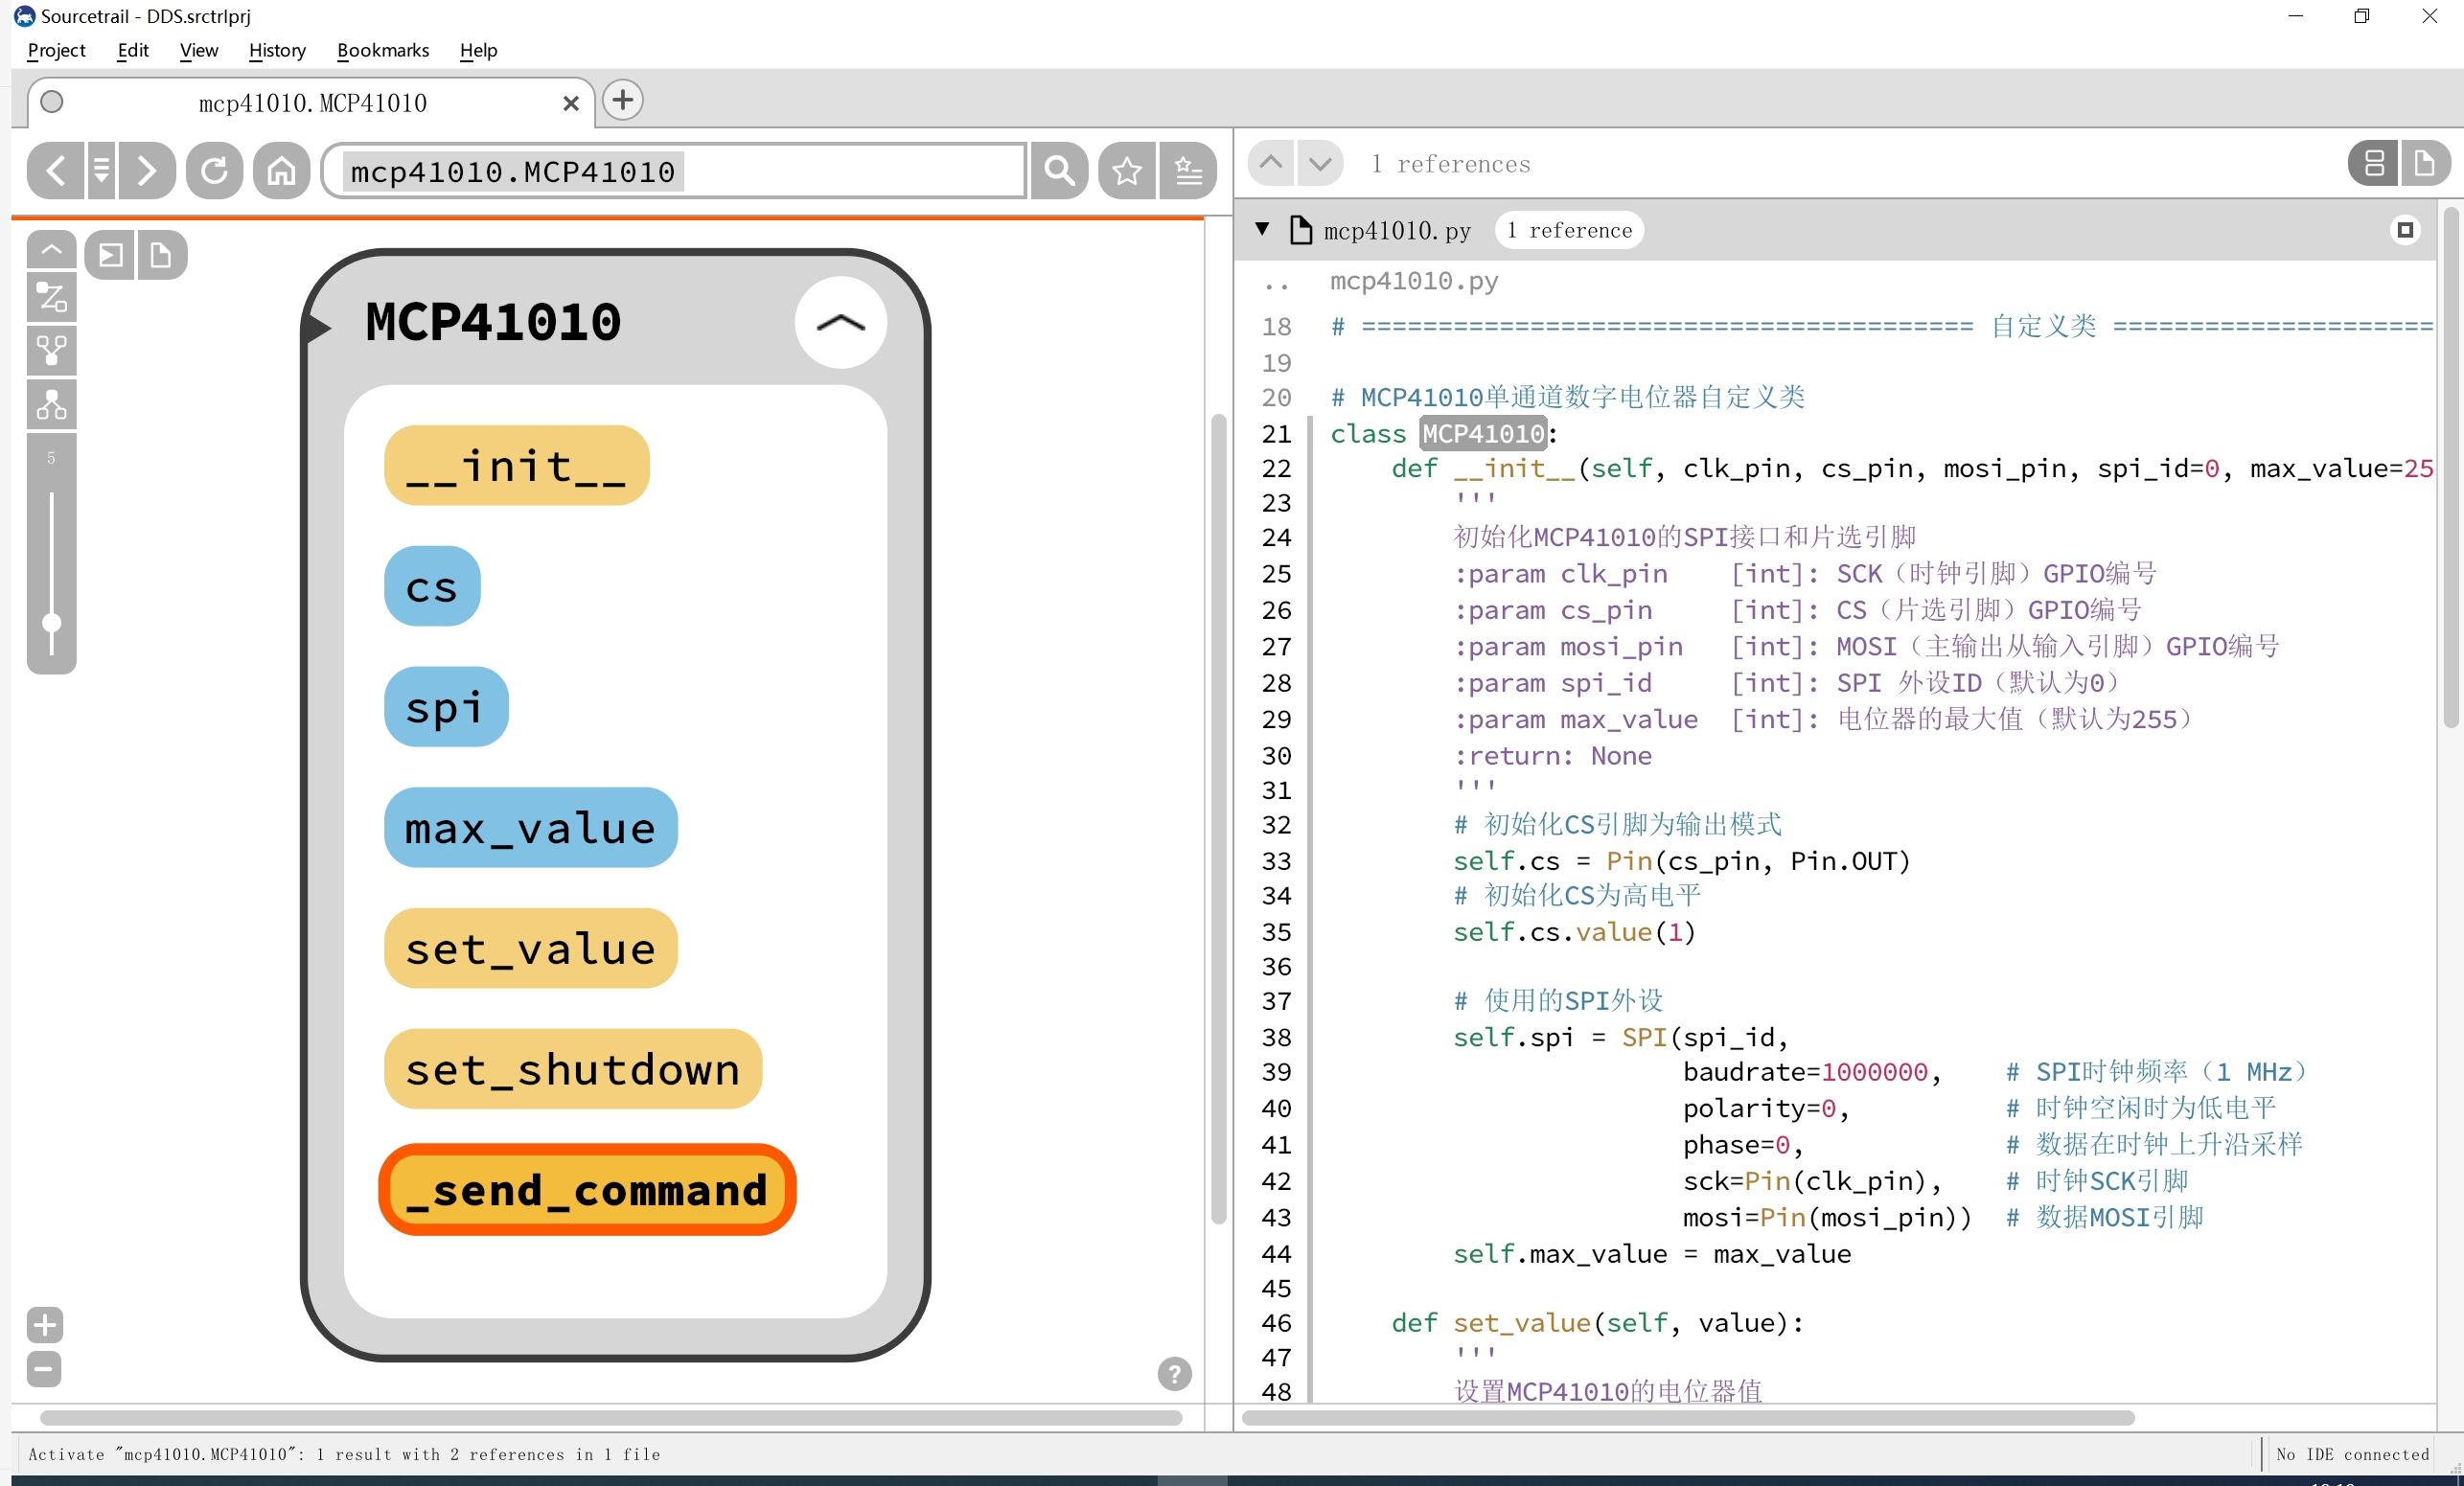 Sourcetrail - DDS.srctrlprj
Project Edit View History Bookmarks Help
mcp41010.MCP41010
mcp41010.MCP41010
5
MCP41010
__init__
cs
spi
max_value
set_value
set_shutdown
_send_command
?
1 references
mcp41010.py 1 reference
.. mcp41010.py
18 # ======================================== 自定义类 =====================
19
20 # MCP41010单通道数字电位器自定义类
21 class MCP41010:
22     def __init__(self, clk_pin, cs_pin, mosi_pin, spi_id=0, max_value=25
23         '''
24         初始化MCP41010的SPI接口和片选引脚
25         :param clk_pin    [int]: SCK（时钟引脚）GPIO编号
26         :param cs_pin     [int]: CS（片选引脚）GPIO编号
27         :param mosi_pin   [int]: MOSI（主输出从输入引脚）GPIO编号
28         :param spi_id     [int]: SPI 外设ID（默认为0）
29         :param max_value  [int]: 电位器的最大值（默认为255）
30         :return: None
31         '''
32         # 初始化CS引脚为输出模式
33         self.cs = Pin(cs_pin, Pin.OUT)
34         # 初始化CS为高电平
35         self.cs.value(1)
36
37         # 使用的SPI外设
38         self.spi = SPI(spi_id,
39                        baudrate=1000000,    # SPI时钟频率（1 MHz）
40                        polarity=0,          # 时钟空闲时为低电平
41                        phase=0,             # 数据在时钟上升沿采样
42                        sck=Pin(clk_pin),    # 时钟SCK引脚
43                        mosi=Pin(mosi_pin))  # 数据MOSI引脚
44         self.max_value = max_value
45
46     def set_value(self, value):
47         '''
48         设置MCP41010的电位器值
Activate "mcp41010.MCP41010": 1 result with 2 references in 1 file
No IDE connected